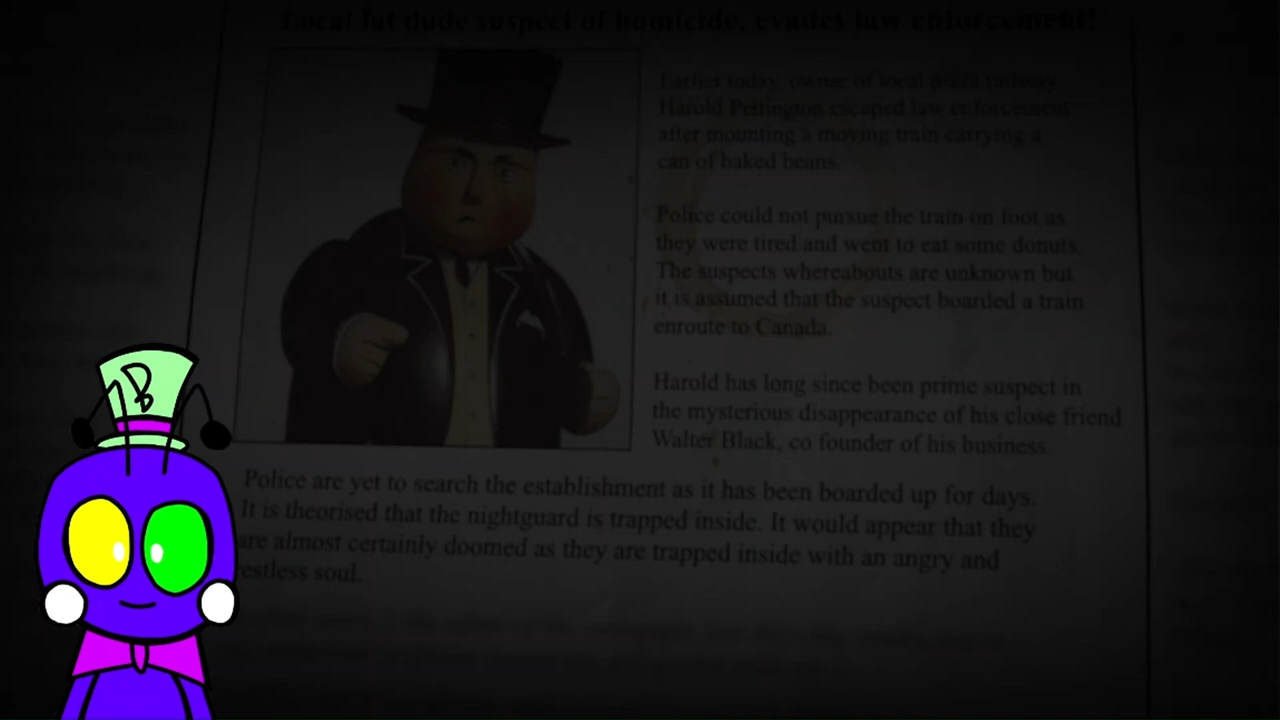 Local fat dude suspect of homicide, evades law enforcement!
Earlier today, owner of local pizza railway
Harold Pettington escaped law enforcement
after mounting a moving train carrying a
can of baked beans.
Police could not pursue the train on foot as
they were tired and went to eat some donuts.
The suspects whereabouts are unknown but
it is assumed that the suspect boarded a train
enroute to Canada.
Harold has long since been prime suspect in
the mysterious disappearance of his close friend
Walter Black, co founder of his business.
Police are yet to search the establishment as it has been boarded up for days.
It is theorised that the nightguard is trapped inside. It would appear that they
are almost certainly doomed as they are trapped inside with an angry and
restless soul.
B